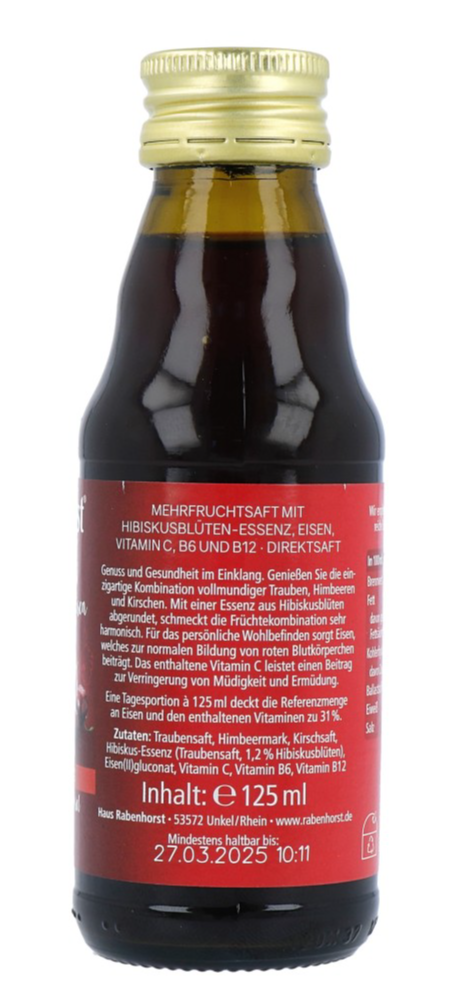 MEHRFRUCHTSAFT MIT
HIBISKUSBLÜTEN-ESSENZ, EISEN,
VITAMIN C, B6 UND B12 · DIREKTSAFT
Genuss und Gesundheit im Einklang. Genießen Sie die ein-
zigartige Kombination vollmundiger Trauben, Himbeeren
und Kirschen. Mit einer Essenz aus Hibiskusblüten
abgerundet, schmeckt die Früchtekombination sehr
harmonisch. Für das persönliche Wohlbefinden sorgt Eisen,
welches zur normalen Bildung von roten Blutkörperchen
beiträgt. Das enthaltene Vitamin C leistet einen Beitrag
zur Verringerung von Müdigkeit und Ermüdung.
Eine Tagesportion à 125 ml deckt die Referenzmenge
an Eisen und den enthaltenen Vitaminen zu 31%.
Zutaten: Traubensaft, Himbeermark, Kirschsaft,
Hibiskus-Essenz (Traubensaft, 1,2% Hibiskusblüten),
Eisen(II)gluconat, Vitamin C, Vitamin B6, Vitamin B12
Inhalt: ℮ 125 ml
Haus Rabenhorst • 53572 Unkel/Rhein • www.rabenhorst.de
Mindestens haltbar bis:
27.03.2025 10:11
Fett
Eiweiß
Salz